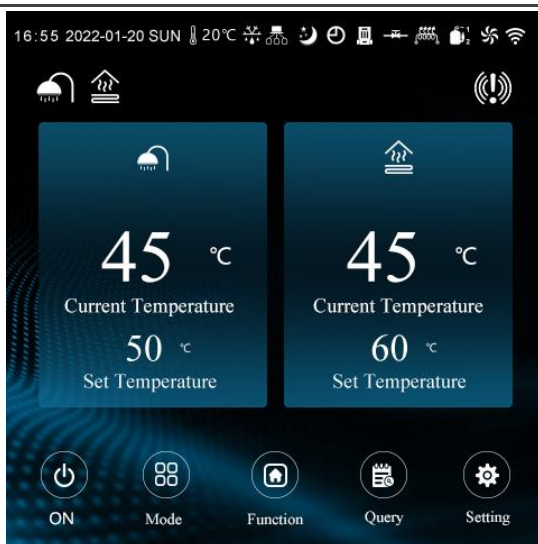 16:55 2022-01-20 SUN 20℃
45 ℃
Current Temperature
50 ℃
Set Temperature
45 ℃
Current Temperature
60 ℃
Set Temperature
ON
Mode
Function
Query
Setting